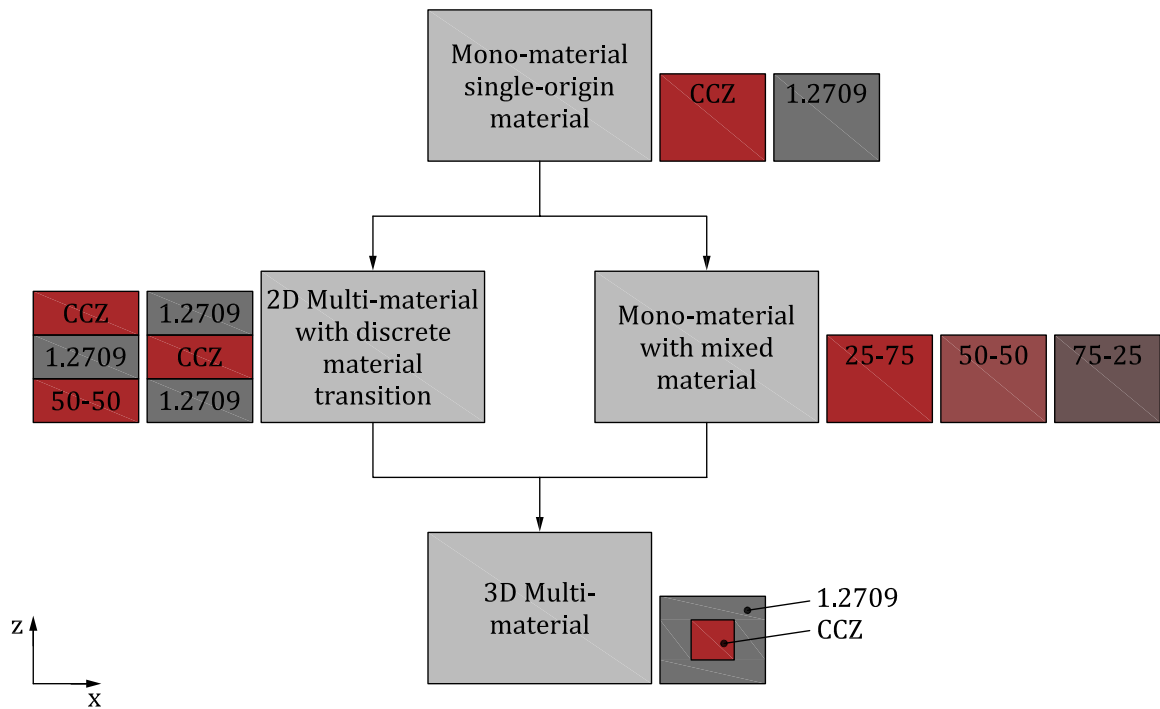 Mono-material
single-origin
material
CCZ
1.2709
CCZ
1.2709
1.2709
CCZ
50-50
1.2709
2D Multi-material
with discrete
material
transition
Mono-material
with mixed
material
25-75
50-50
75-25
3D Multi-
material
1.2709
CCZ
z
x